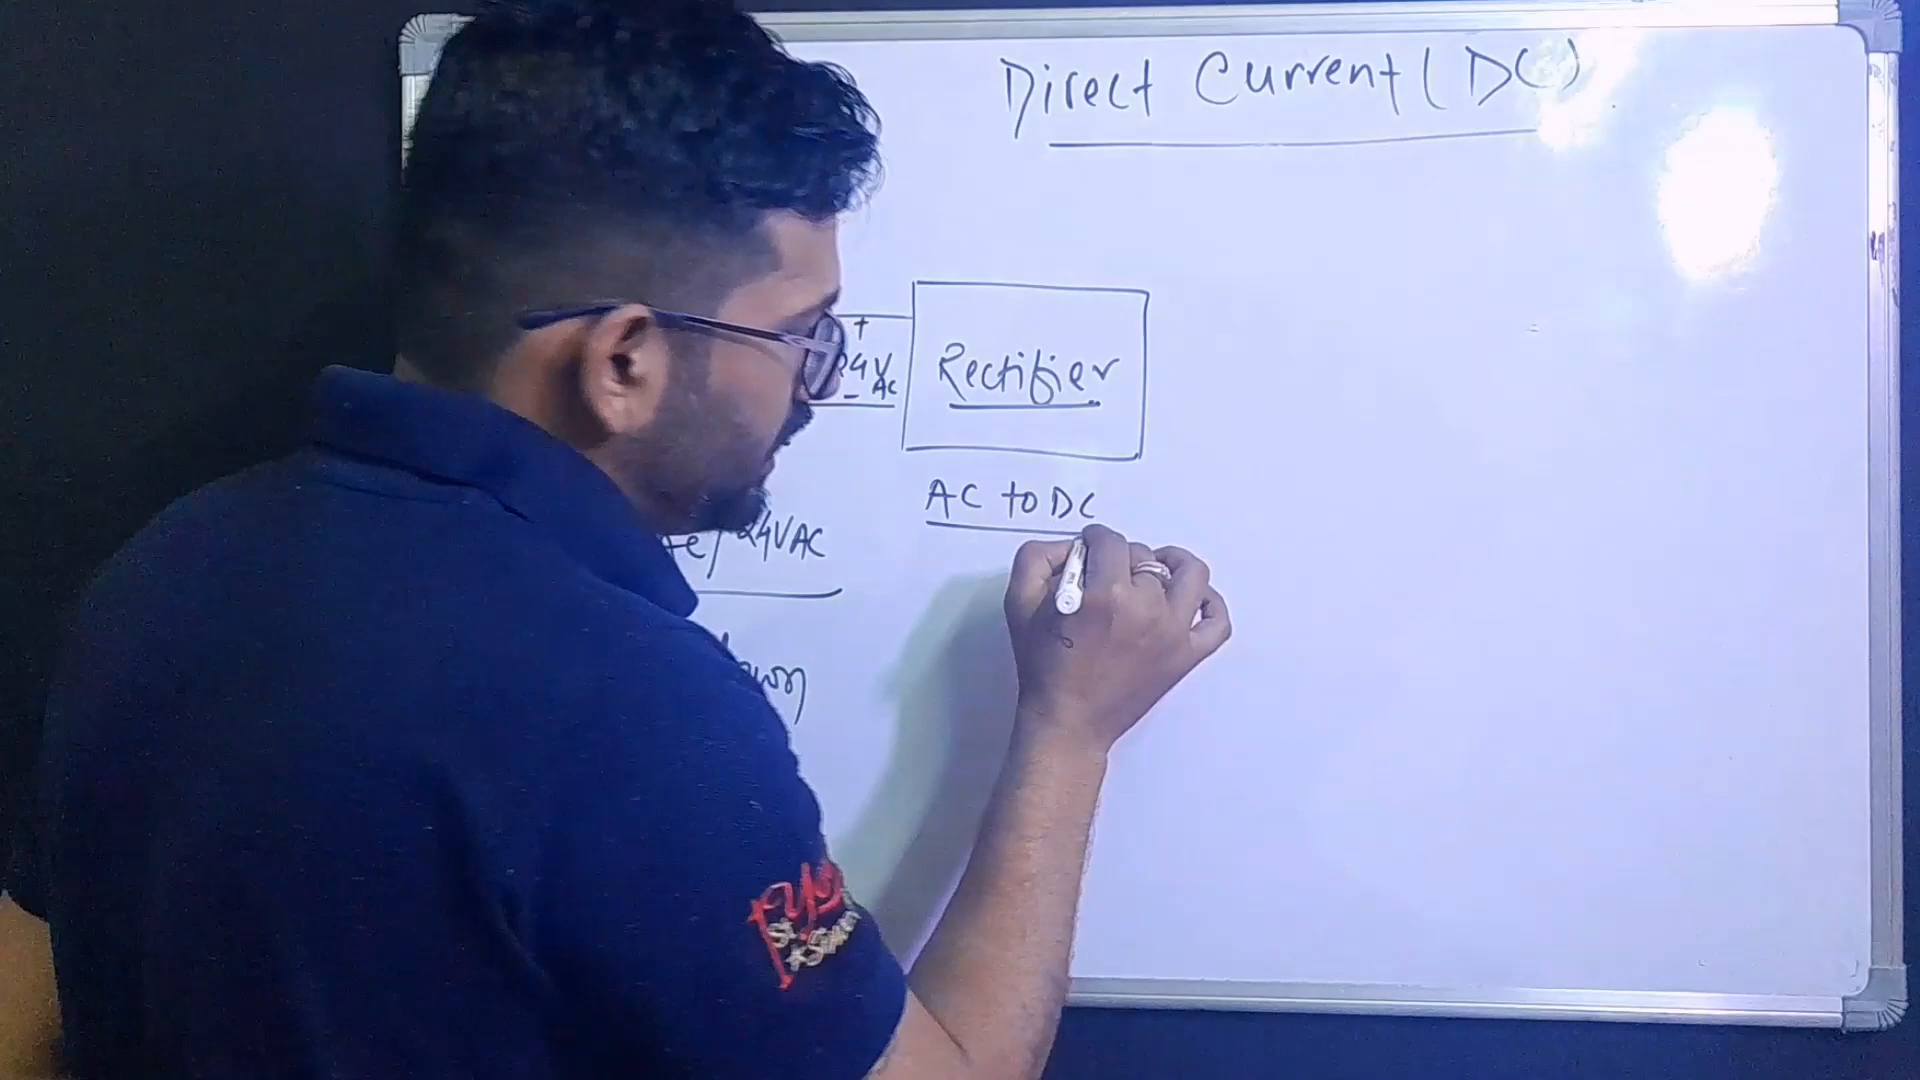 Direct Current (DC)
+
24V
AC
-
Rectifier
AC to DC
24VAC